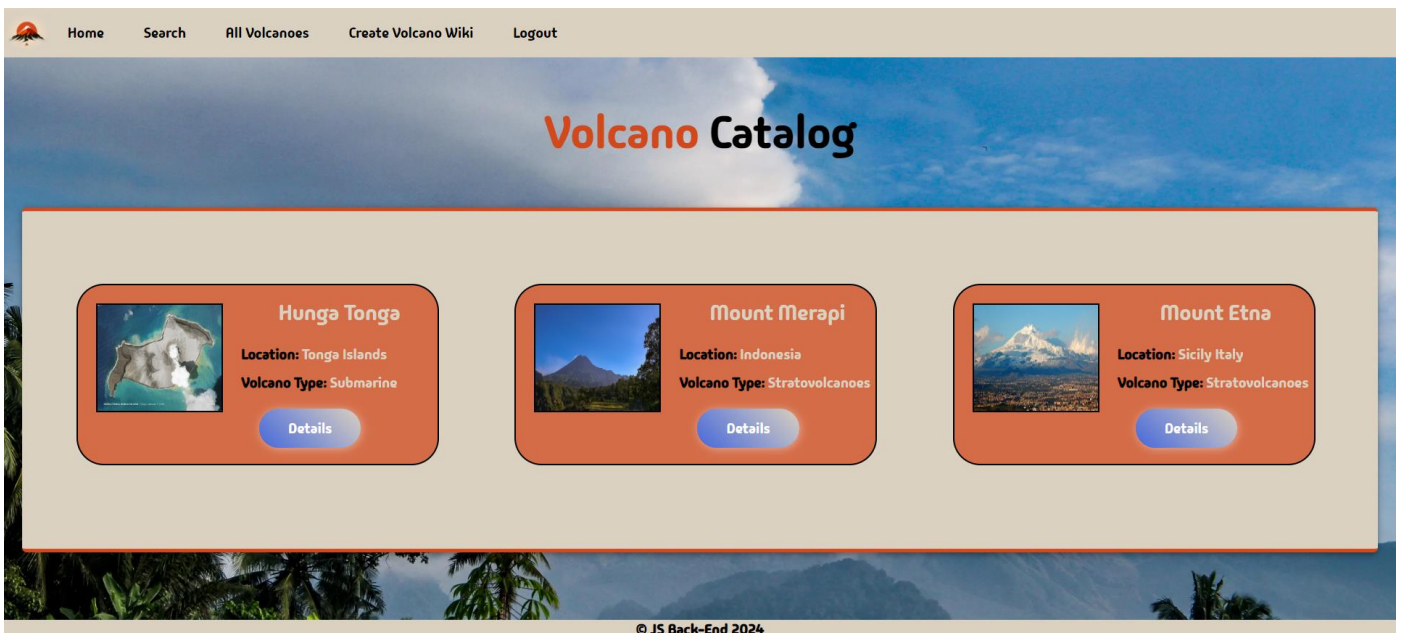 Home Search All Volcanoes Create Volcano Wiki Logout
Volcano Catalog
Hunga Tonga
Location: Tonga Islands
Volcano Type: Submarine
Details
Mount Merapi
Location: Indonesia
Volcano Type: Stratovolcanoes
Details
Mount Etna
Location: Sicily Italy
Volcano Type: Stratovolcanoes
Details
© JS Back-End 2024